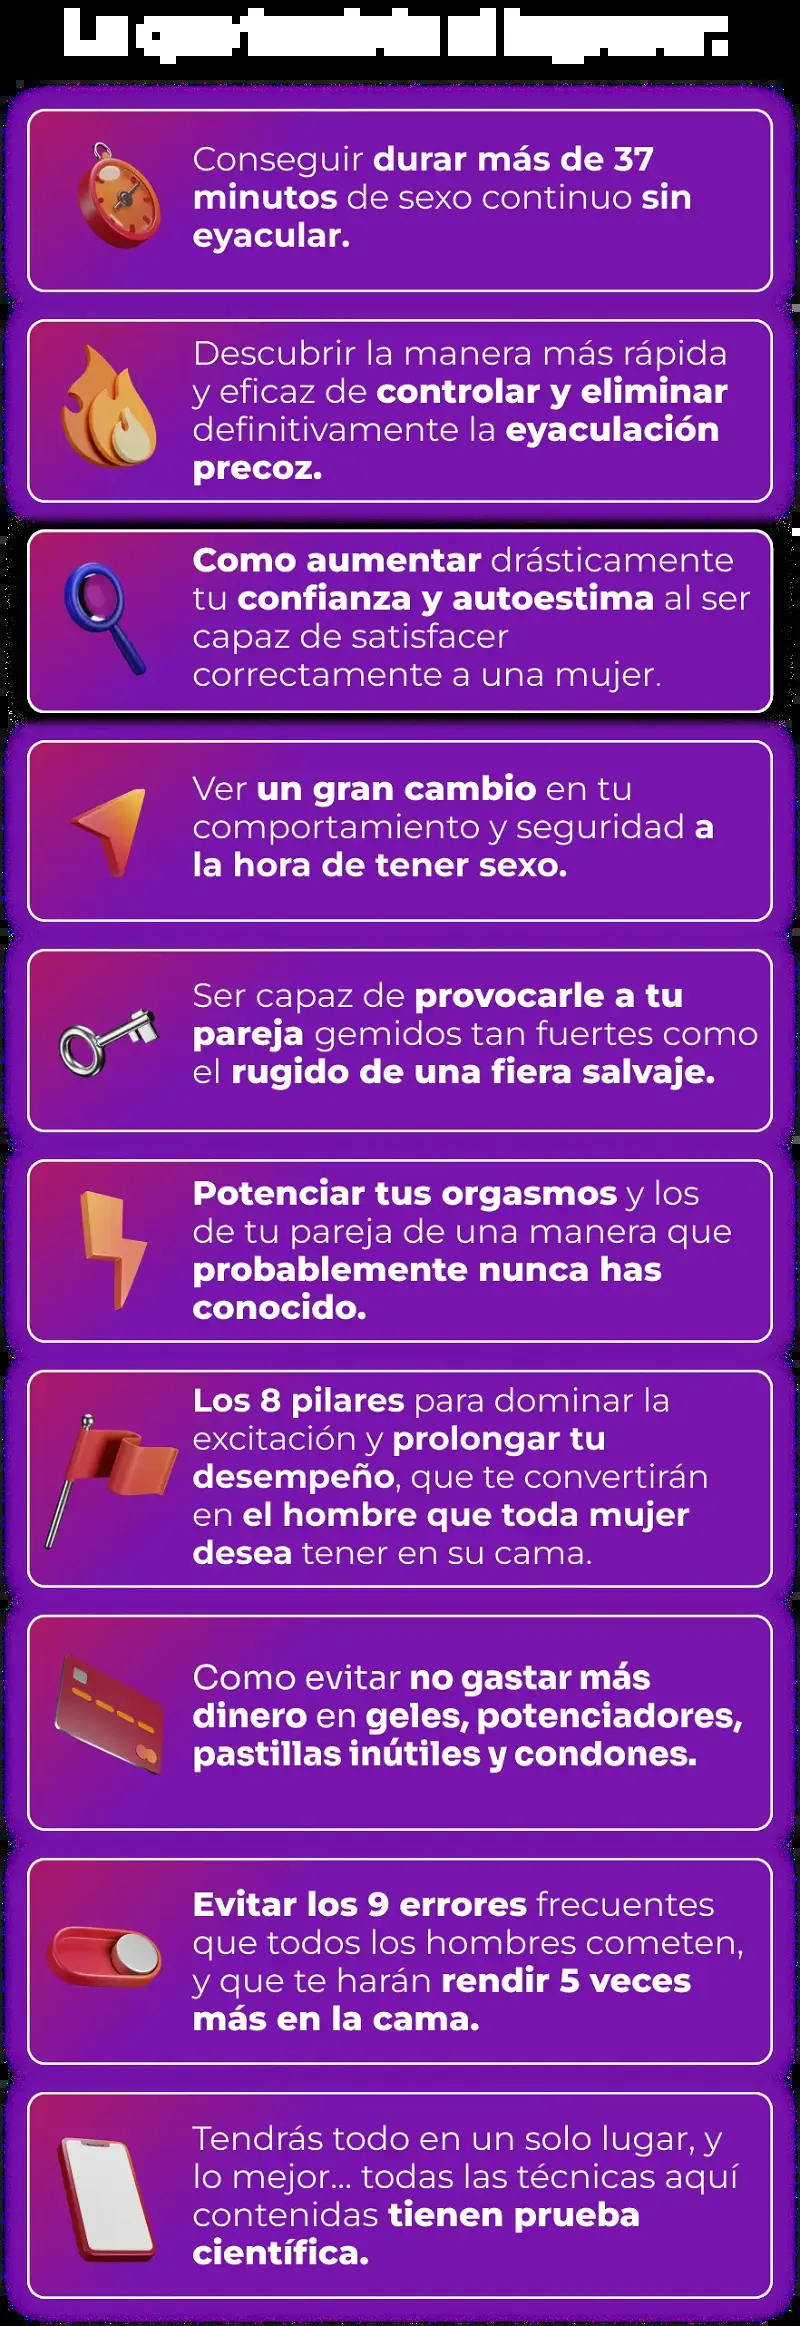 Conseguir durar más de 37
minutos de sexo continuo sin
eyacular.
Descubrir la manera más rápida
y eficaz de controlar y eliminar
definitivamente la eyaculación
precoz.
Como aumentar drásticamente
tu confianza y autoestima al ser
capaz de satisfacer
correctamente a una mujer.
Ver un gran cambio en tu
comportamiento y seguridad a
la hora de tener sexo.
Ser capaz de provocarle a tu
pareja gemidos tan fuertes como
el rugido de una fiera salvaje.
Potenciar tus orgasmos y los
de tu pareja de una manera que
probablemente nunca has
conocido.
Los 8 pilares para dominar la
excitación y prolongar tu
desempeño, que te convertirán
en el hombre que toda mujer
desea tener en su cama.
Como evitar no gastar más
dinero en geles, potenciadores,
pastillas inútiles y condones.
Evitar los 9 errores frecuentes
que todos los hombres cometen,
y que te harán rendir 5 veces
más en la cama.
Tendrás todo en un solo lugar, y
lo mejor... todas las técnicas aquí
contenidas tienen prueba
científica.